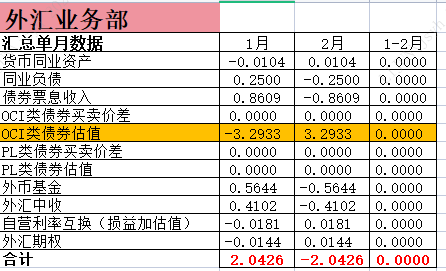 外汇业务部
汇总单月数据 1月 2月 1-2月
货币同业资产 -0.0104 0.0104 0.0000
同业负债 0.2500 -0.2500 0.0000
债券票息收入 0.8609 -0.8609 0.0000
OCI类债券买卖价差 0.0000 0.0000 0.0000
OCI类债券估值 -3.2933 3.2933 0.0000
PL类债券买卖价差 0.0000 0.0000 0.0000
PL类债券估值 0.0000 0.0000 0.0000
外币基金 0.5644 -0.5644 0.0000
外汇中收 0.4102 -0.4102 0.0000
自营利率互换（损益加估值） -0.0181 0.0181 0.0000
外汇期权 -0.0144 0.0144 0.0000
合计 2.0426 -2.0426 0.0000